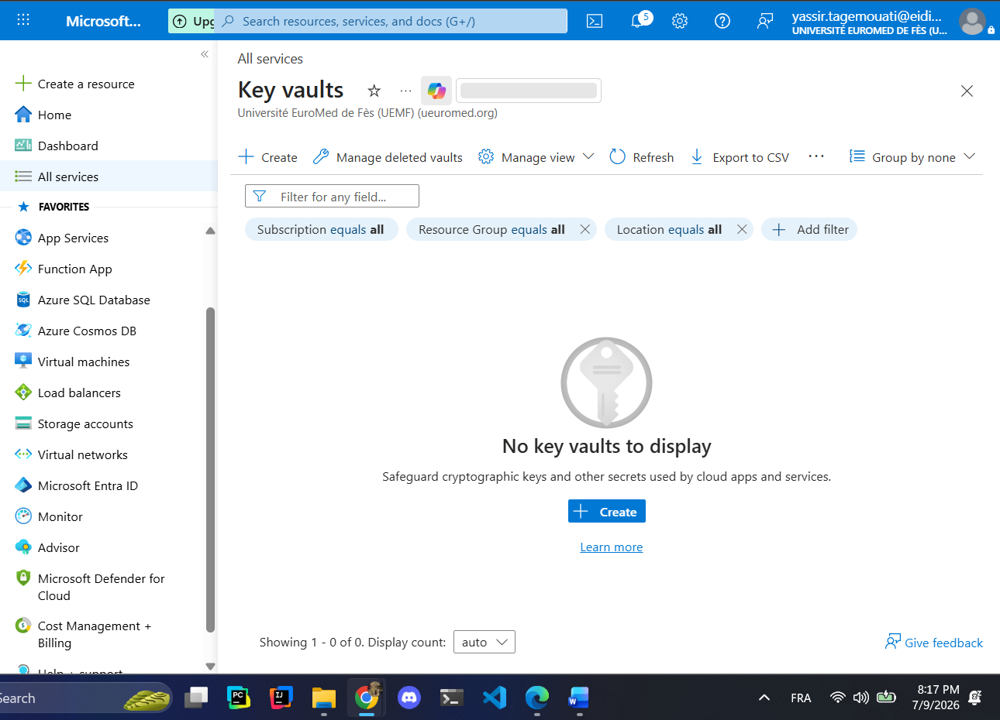 Microsoft...
Upg
Search resources, services, and docs (G+/)
5
yassir.tagemouati@eidi...
UNIVERSITÉ EUROMED DE FÈS (U...
Create a resource
Home
Dashboard
All services
FAVORITES
App Services
Function App
Azure SQL Database
Azure Cosmos DB
Virtual machines
Load balancers
Storage accounts
Virtual networks
Microsoft Entra ID
Monitor
Advisor
Microsoft Defender for
Cloud
Cost Management +
Billing
Help + support
All services
Key vaults
Université EuroMed de Fès (UEMF) (ueuromed.org)
Create
Manage deleted vaults
Manage view
Refresh
Export to CSV
Group by none
Filter for any field...
Subscription equals all
Resource Group equals all
Location equals all
Add filter
No key vaults to display
Safeguard cryptographic keys and other secrets used by cloud apps and services.
Create
Learn more
Showing 1 - 0 of 0. Display count:
auto
Give feedback
Search
FRA
8:17 PM
7/9/2026